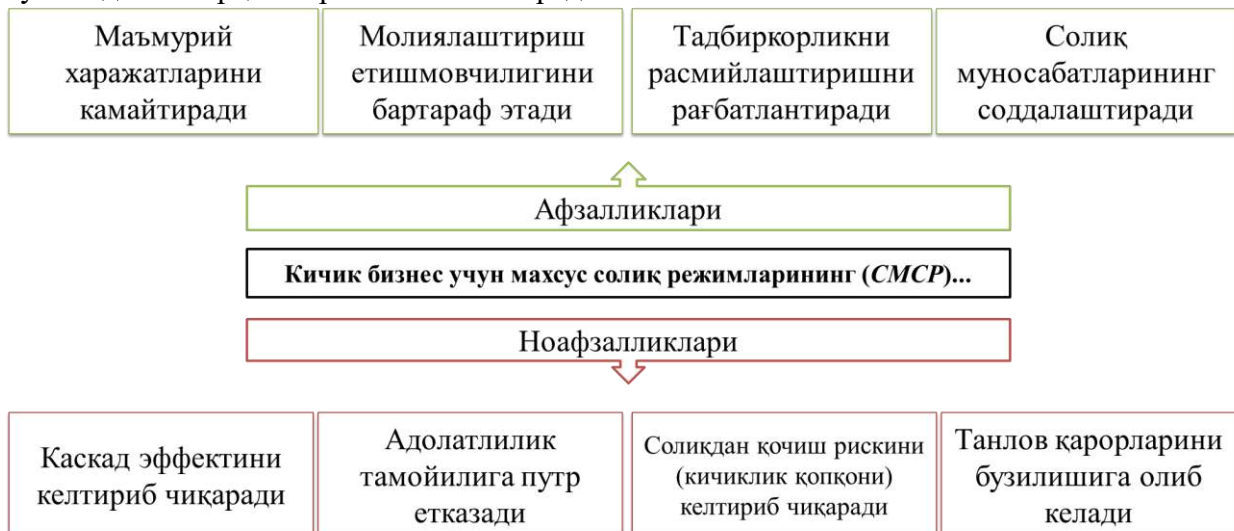 Маъмурий
харажатларини
камайтиради
Молиялаштириш
етишмовчилигини
бартараф этади
Тадбиркорликни
расмийлаштиришни
рағбатлантиради
Солиқ
муносабатларининг
соддалаштиради
Афзалликлари
Кичик бизнес учун махсус солиқ режимларининг (СМСР)...
Ноафзалликлари
Каскад эффектини
келтириб чиқаради
Адолатлилик
тамойилига путр
етказади
Солиқдан қочиш рискини
(кичиклик қопқони)
келтириб чиқаради
Танлов қарорларини
бузилишига олиб
келади